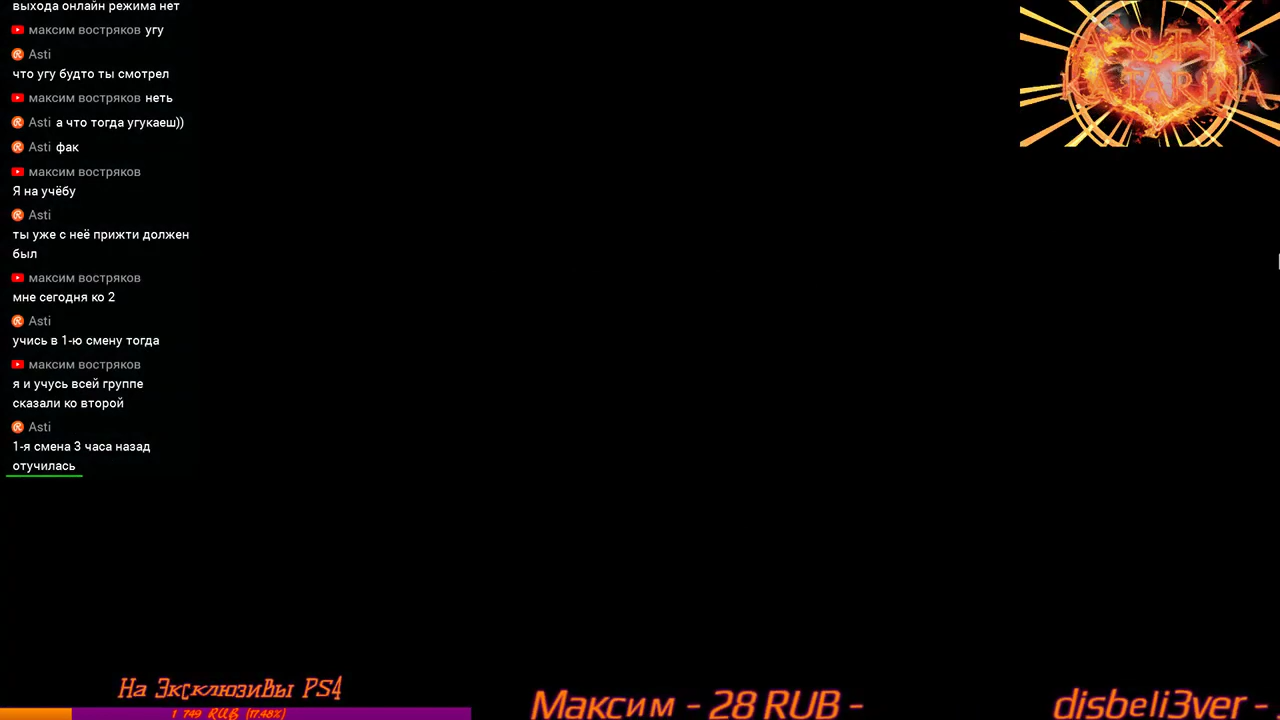 выхода онлайн режима нет
максим востряков угу
Asti
что угу будто ты смотрел
максим востряков неть
Asti а что тогда угукаеш))
Asti фак
максим востряков
Я на учёбу
Asti
ты уже с неё прижти должен
был
максим востряков
мне сегодня ко 2
Asti
учись в 1-ю смену тогда
максим востряков
я и учусь всей группе
сказали ко второй
Asti
1-я смена 3 часа назад
отучилась
ASTI
KATARINA
На Эксклюзивы PS4
1 749 RUB (17.48%)
Максим - 28 RUB -
disbeli3ver -